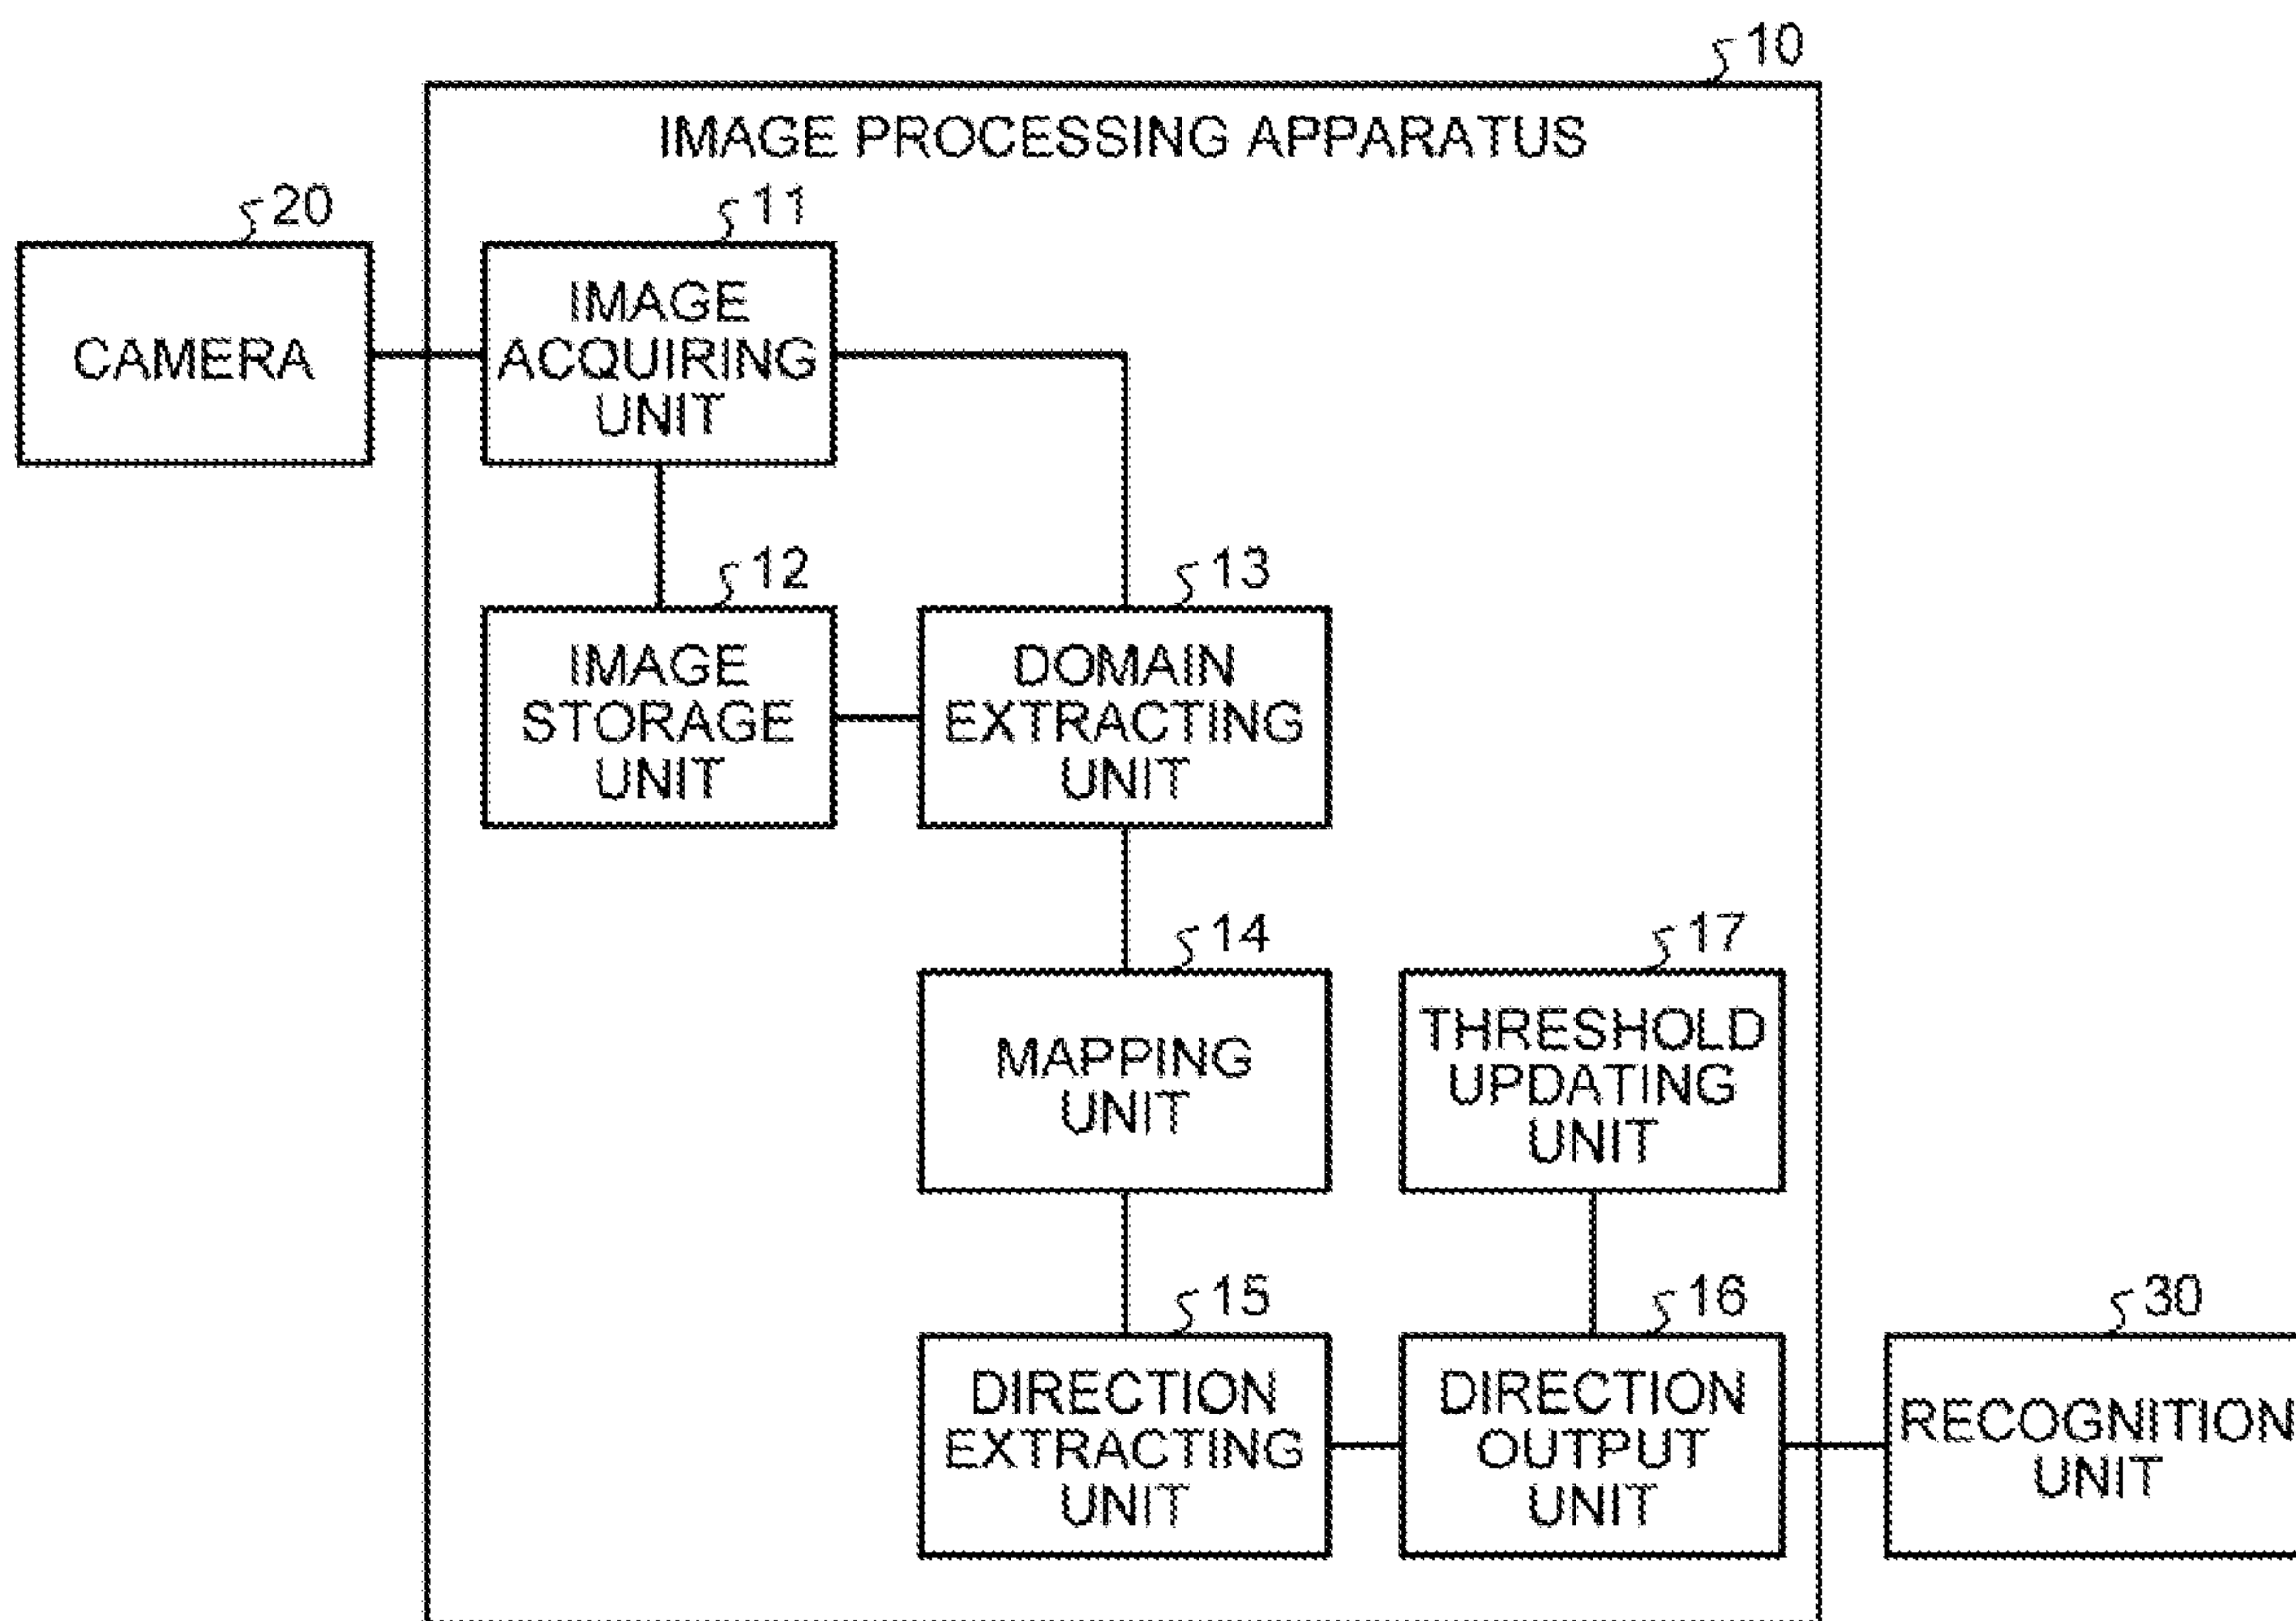 10
IMAGE PROCESSING APPARATUS
20
11
CAMERA
IMAGE
ACQUIRING
UNIT
12
13
IMAGE
STORAGE
UNIT
DOMAIN
EXTRACTING
UNIT
14
17
MAPPING
UNIT
THRESHOLD
UPDATING
UNIT
15
16
30
DIRECTION
EXTRACTING
UNIT
DIRECTION
OUTPUT
UNIT
RECOGNITION
UNIT